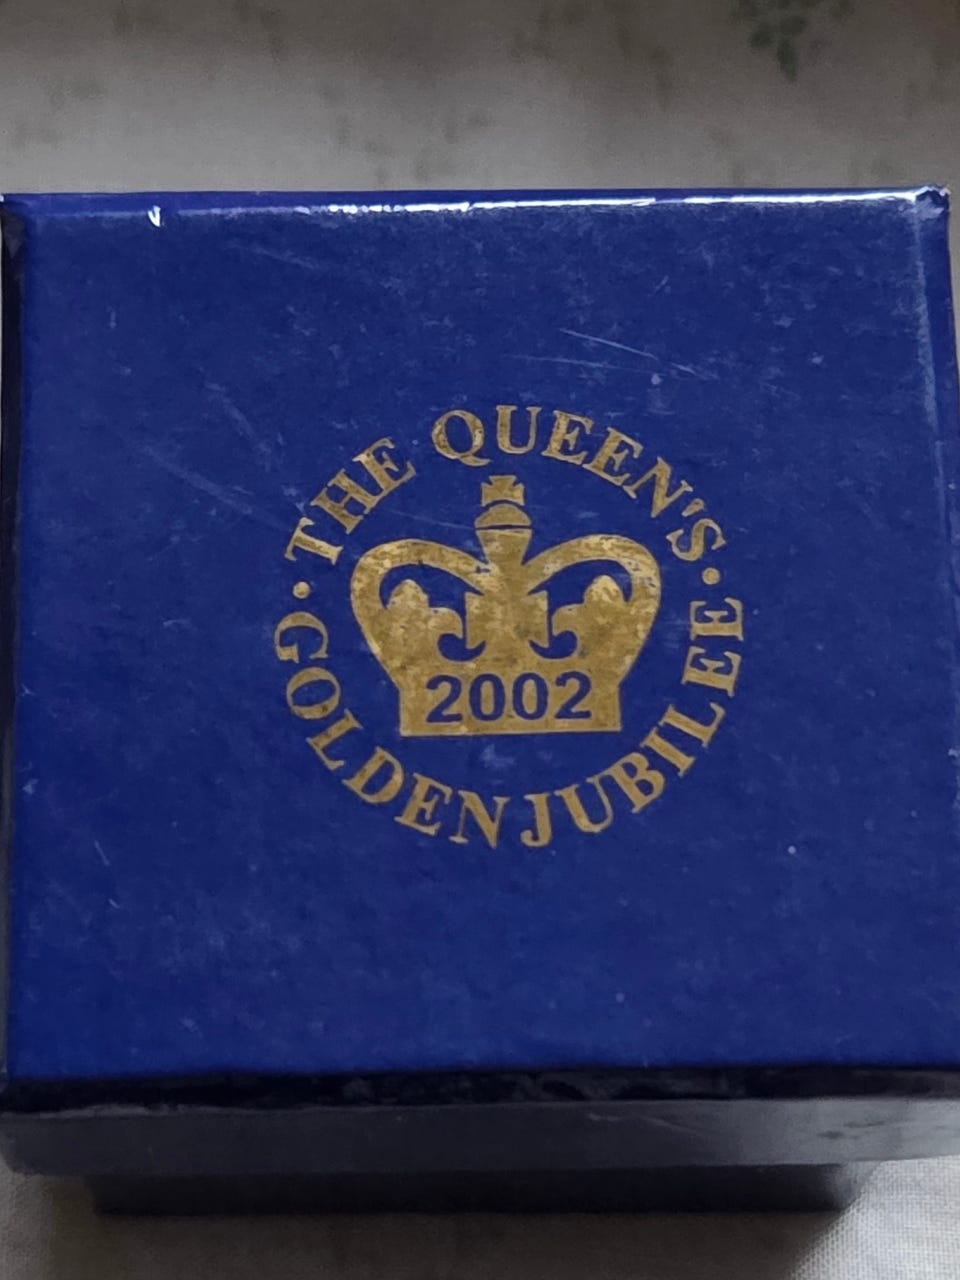 THE QUEEN'S
2002
·GOLDEN JUBILEE·